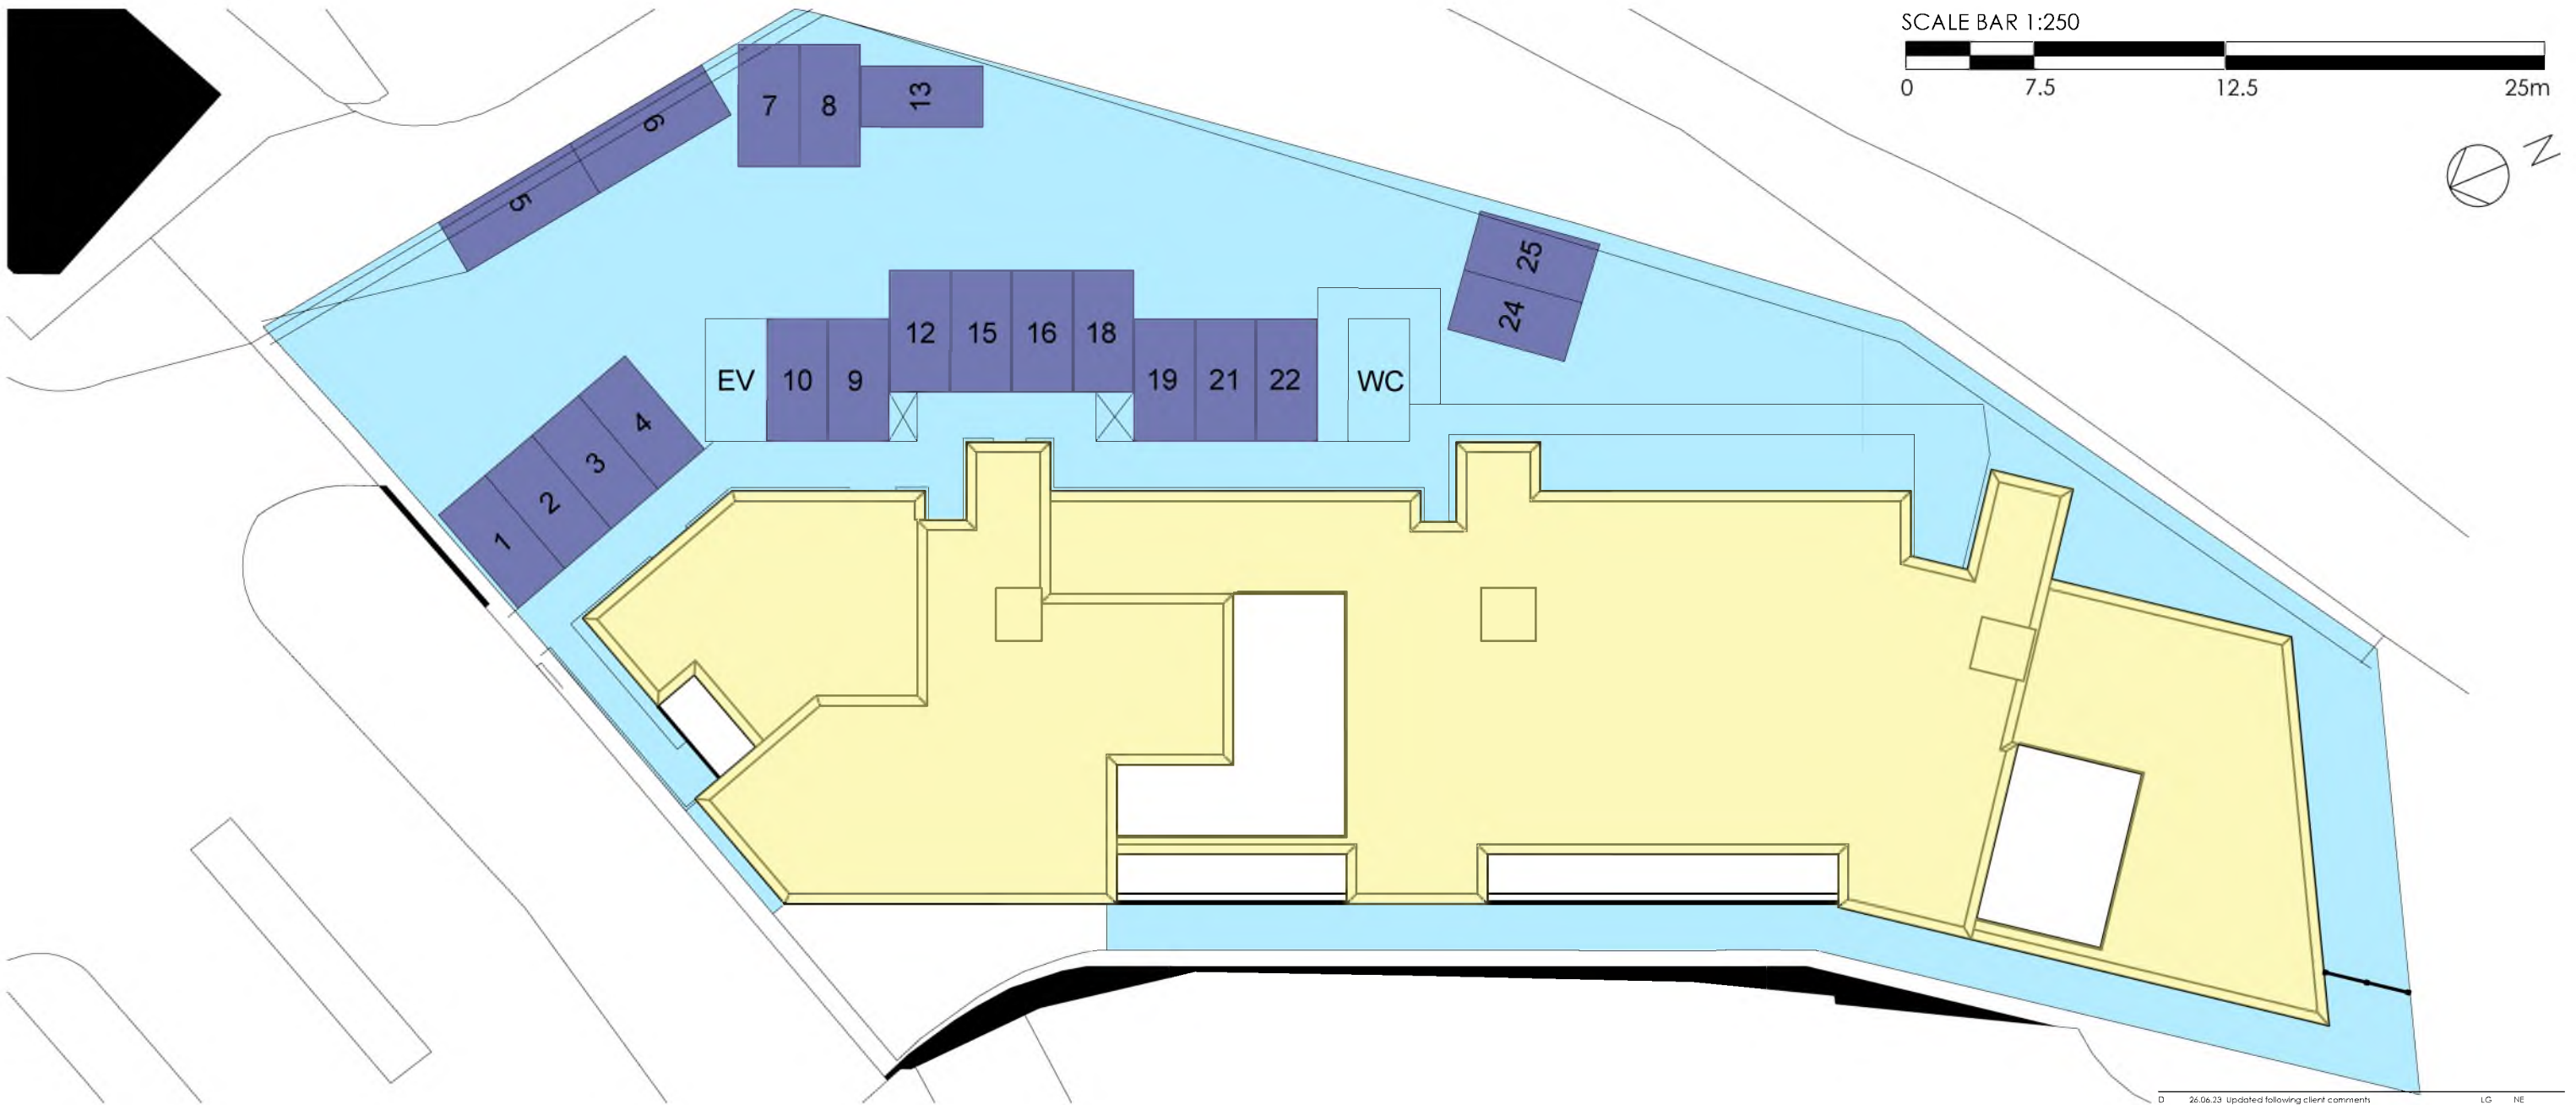 SCALE BAR 1:250
0 7.5 12.5 25m
N
7 8 13
6
5
25
24
12 15 16 18
EV 10 9 19 21 22 WC
4
3
2
1
D 26.06.23 Updated following client comments LG NE